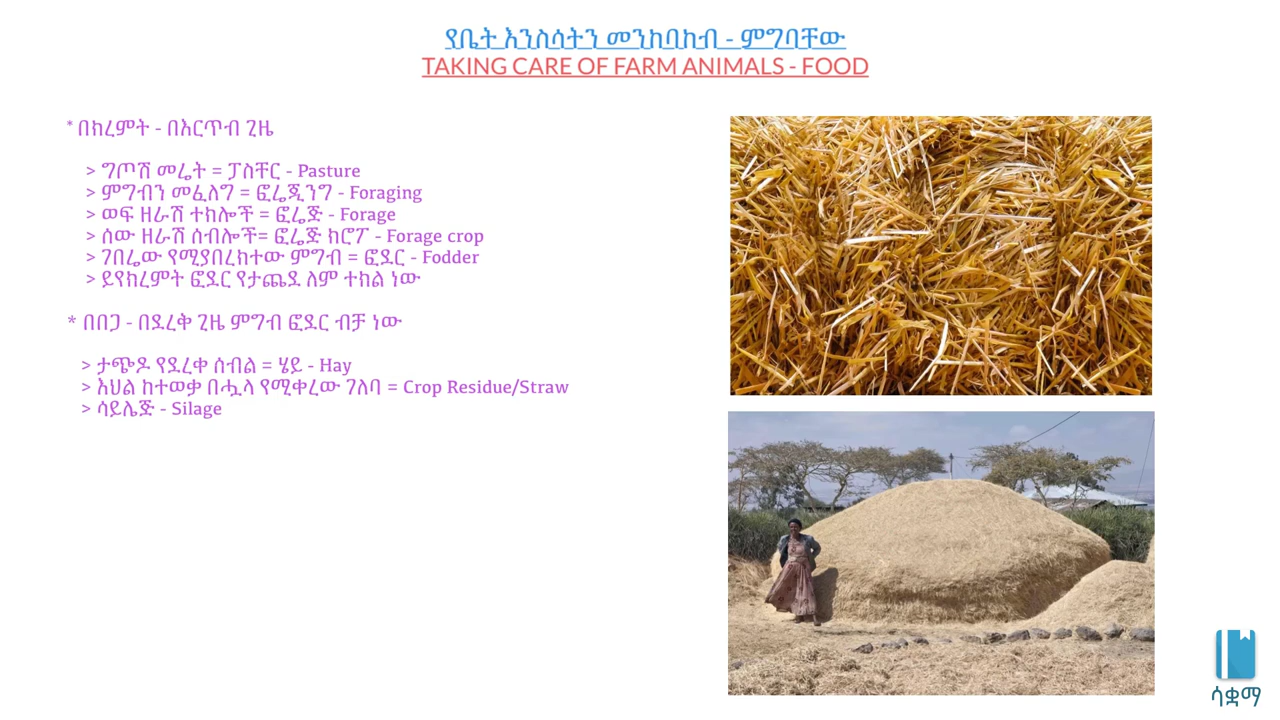 የቤት እንስሳትን መንከባከብ - ምግባቸው
TAKING CARE OF FARM ANIMALS - FOOD
* በክረምት - በእርጥብ ጊዜ
> ግጦሽ መሬት = ፓስቸር - Pasture
> ምግብን መፈለግ = ፎሬጂንግ - Foraging
> ወፍ ዘራሽ ተክሎች = ፎሬጅ - Forage
> ሰው ዘራሽ ሰብሎች= ፎሬጅ ክሮፖ - Forage crop
> ገበሬው የሚያበረክተው ምግብ = ፎደር - Fodder
> ይየክረምት ፎደር የታጨደ ለም ተክል ነው
* በበጋ - በደረቅ ጊዜ ምግብ ፎደር ብቻ ነው
> ታጭዶ የደረቀ ሰብል = ሄይ - Hay
> እህል ከተወቃ በሗላ የሚቀረው ገለባ = Crop Residue/Straw
> ሳይሌጅ - Silage
ሳቋማ